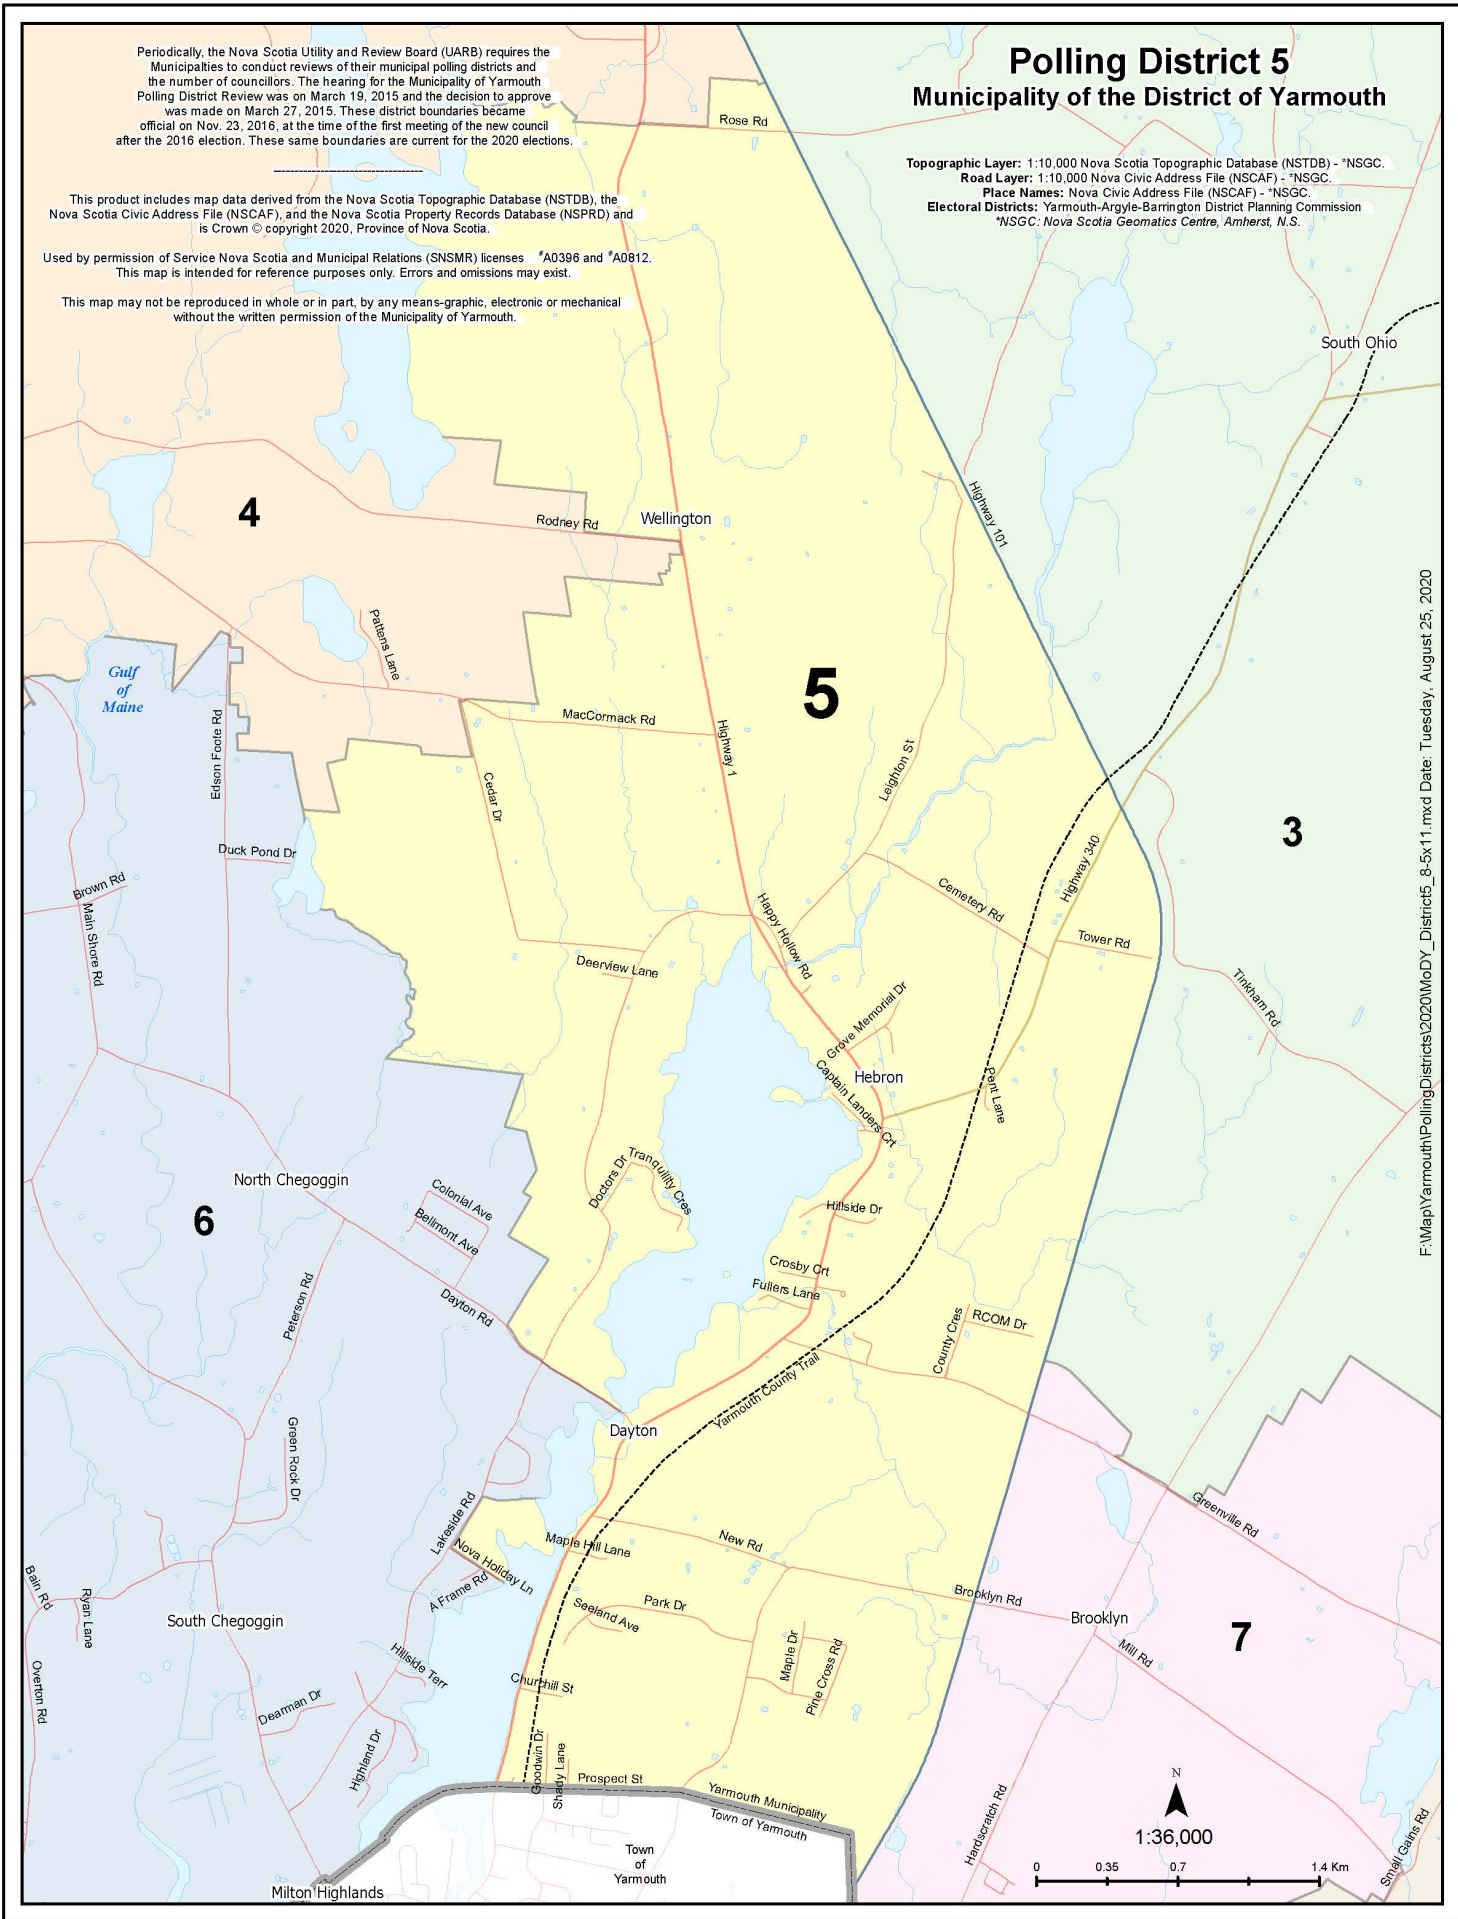 Periodically, the Nova Scotia Utility and Review Board (UARB) requires the
Municipalties to conduct reviews of their municipal polling districts and
the number of councillors. The hearing for the Municipality of Yarmouth
Polling District Review was on March 19, 2015 and the decision to approve
was made on March 27, 2015. These district boundaries became
official on Nov. 23, 2016, at the time of the first meeting of the new council
after the 2016 election. These same boundaries are current for the 2020 elections.
-----------------------------------
This product includes map data derived from the Nova Scotia Topographic Database (NSTDB), the
Nova Scotia Civic Address File (NSCAF), and the Nova Scotia Property Records Database (NSPRD) and
is Crown © copyright 2020, Province of Nova Scotia.
Used by permission of Service Nova Scotia and Municipal Relations (SNSMR) licenses #A0396 and #A0812.
This map is intended for reference purposes only. Errors and omissions may exist.
This map may not be reproduced in whole or in part, by any means-graphic, electronic or mechanical
without the written permission of the Municipality of Yarmouth.
Polling District 5
Municipality of the District of Yarmouth
Topographic Layer: 1:10,000 Nova Scotia Topographic Database (NSTDB) - *NSGC.
Road Layer: 1:10,000 Nova Civic Address File (NSCAF) - *NSGC.
Place Names: Nova Civic Address File (NSCAF) - *NSGC.
Electoral Districts: Yarmouth-Argyle-Barrington District Planning Commission
*NSGC: Nova Scotia Geomatics Centre, Amherst, N.S.
Rose Rd
South Ohio
4
Rodney Rd
Wellington
Highway 101
Pattens Lane
Gulf
of
Maine
5
Edson Foote Rd
MacCormack Rd
Highway 1
Cedar Dr
Leighton St
3
Duck Pond Dr
Brown Rd
Main Shore Rd
Highway 340
Cemetery Rd
Happy Hollow Rd
Tower Rd
Deerview Lane
Tinkham Rd
Grove Memorial Dr
Hebron
Captain Landers Crt
Pent Lane
North Chegoggin
6
Colonial Ave
Bellmont Ave
Doctors Dr
Tranquility Cres
Hillside Dr
Crosby Crt
Fullers Lane
Peterson Rd
Dayton Rd
County Cres
RCOM Dr
Yarmouth County Trail
Dayton
Green Rock Dr
Greenville Rd
Lakeside Rd
Nova Holiday Ln
Maple Hill Lane
New Rd
A Frame Rd
Bain Rd
Ryan Lane
South Chegoggin
Seeland Ave
Park Dr
Brooklyn Rd
Brooklyn
7
Mill Rd
Maple Dr
Pine Cross Rd
Hillside Terr
Churchill St
Overton Rd
Dearman Dr
Highland Dr
Goodwin Dr
Shady Lane
Prospect St
Yarmouth Municipality
Town of Yarmouth
Town
of
Yarmouth
Milton Highlands
Hardscratch Rd
Small Gains Rd
N
1:36,000
0 0.35 0.7 1.4 Km
F:\Map\Yarmouth\PollingDistricts\2020\MoDY_District5_8-5x11.mxd Date: Tuesday, August 25, 2020